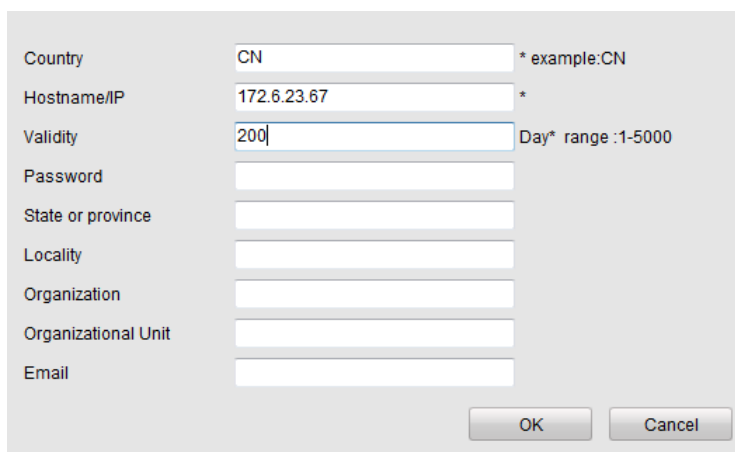 Country CN * example:CN
Hostname/IP 172.6.23.67 *
Validity 200 Day* range :1-5000
Password
State or province
Locality
Organization
Organizational Unit
Email
OK Cancel